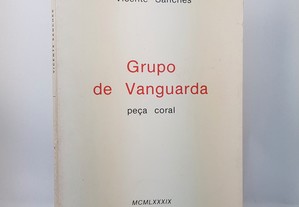 Vicente Sanches
Grupo
de Vanguarda
peça coral
MCMLXXXIX